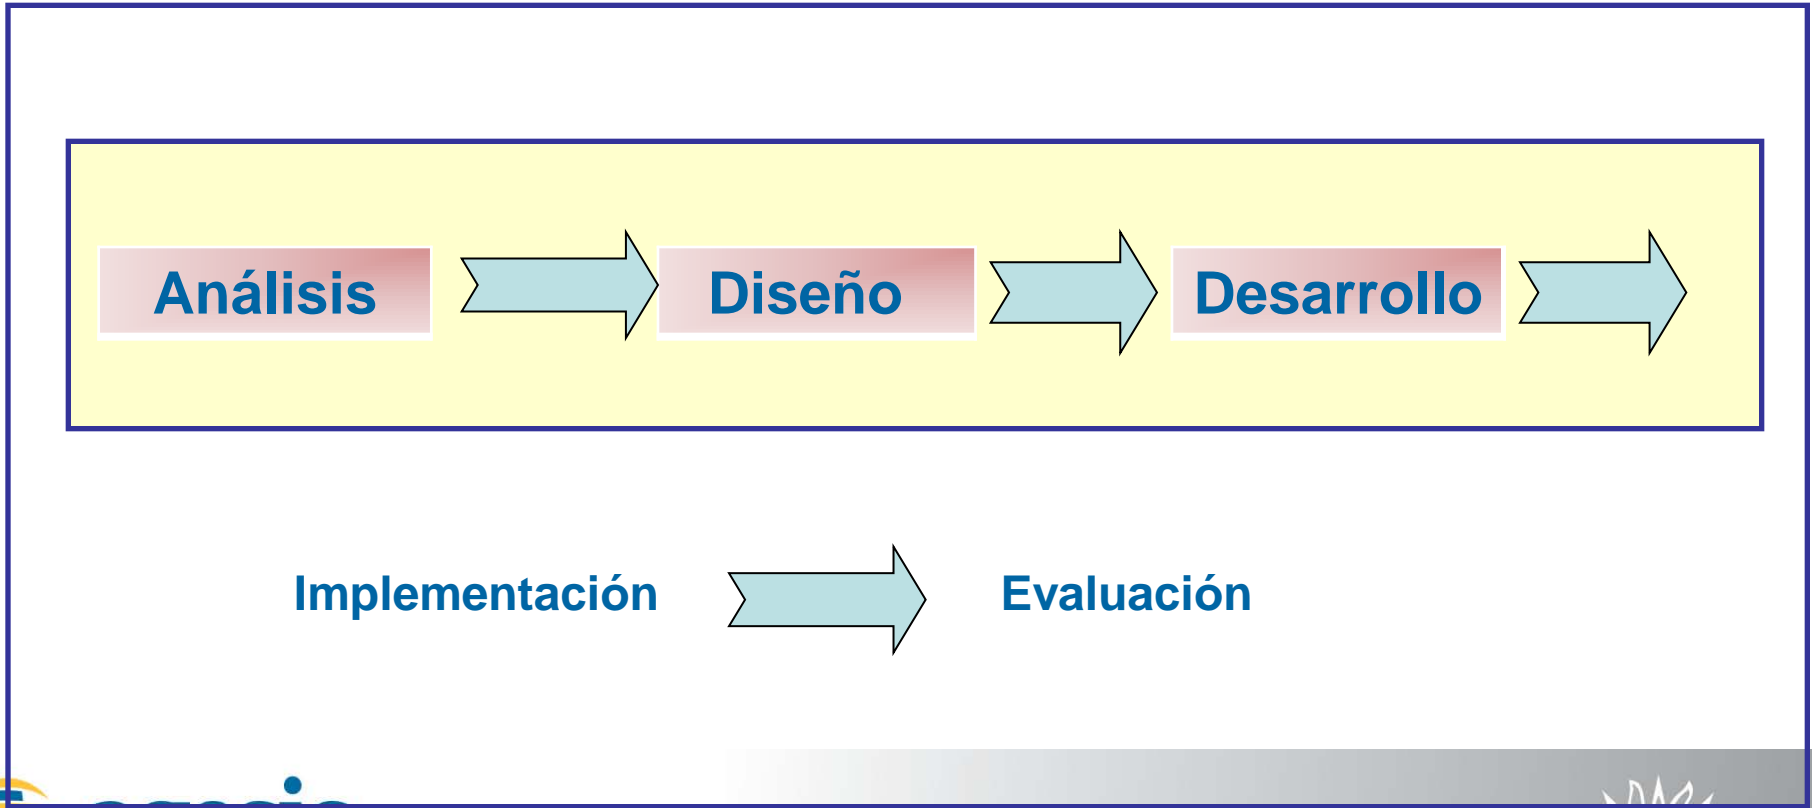 Análisis
Diseño
Desarrollo
Implementación
Evaluación